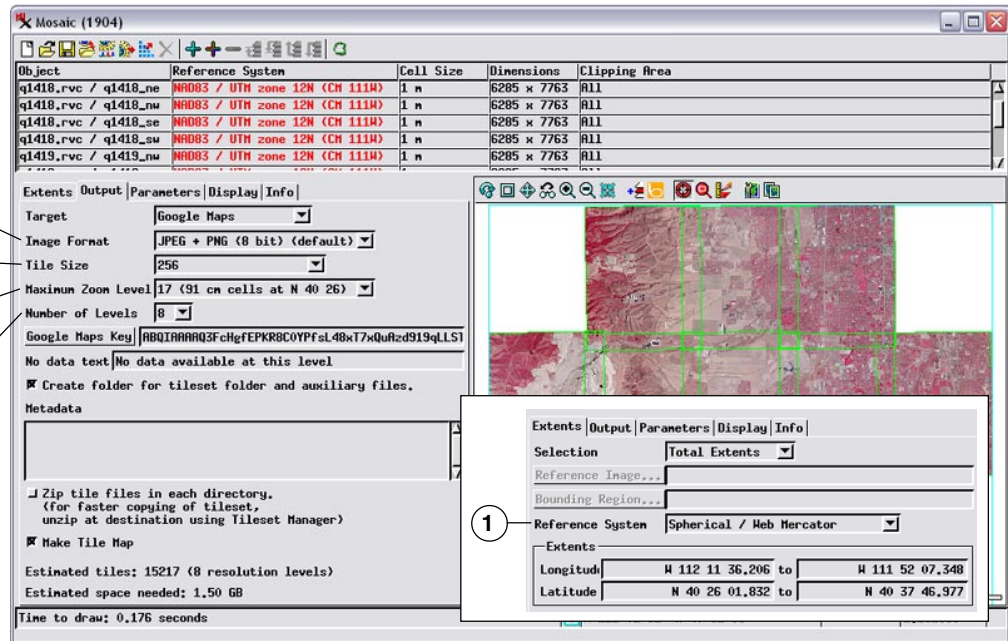 Mosaic (1904)
Object Reference System Cell Size Dimensions Clipping Area
q1418.rvc / q1418_ne NAD83 / UTM zone 12N (CM 111W) 1 m 6285 x 7763 All
q1418.rvc / q1418_nw NAD83 / UTM zone 12N (CM 111W) 1 m 6285 x 7763 All
q1418.rvc / q1418_se NAD83 / UTM zone 12N (CM 111W) 1 m 6285 x 7763 All
q1418.rvc / q1418_sw NAD83 / UTM zone 12N (CM 111W) 1 m 6285 x 7763 All
q1419.rvc / q1419_nw NAD83 / UTM zone 12N (CM 111W) 1 m 6285 x 7763 All
Extents Output Parameters Display Info
Target Google Maps
Image Format JPEG + PNG (8 bit) (default)
Tile Size 256
Maximum Zoom Level 17 (91 cm cells at N 40 26)
Number of Levels 8
Google Maps Key ABQIAAAAQ3FcHgfEPKR8COYPfsL48xT7xQuAzd919qLLST
No data text No data available at this level
Create folder for tileset folder and auxiliary files.
Metadata
Zip tile files in each directory.
(for faster copying of tileset,
unzip at destination using Tileset Manager)
Make Tile Map
Estimated tiles: 15217 (8 resolution levels)
Estimated space needed: 1.50 GB
Time to draw: 0.176 seconds
Extents Output Parameters Display Info
Selection Total Extents
Reference Image...
Bounding Region...
1
Reference System Spherical / Web Mercator
Extents
Longitude W 112 11 36.206 to W 111 52 07.348
Latitude N 40 26 01.832 to N 40 37 46.977